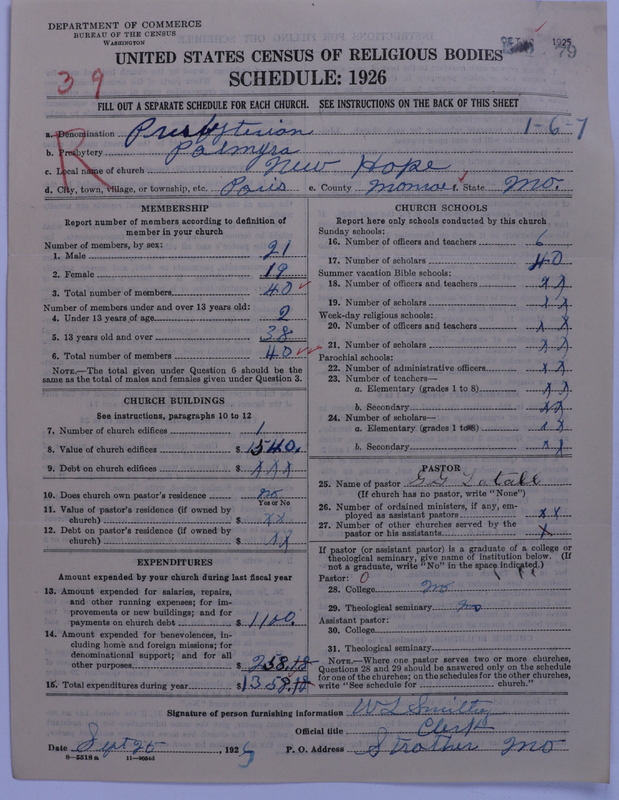 DEPARTMENT OF COMMERCE
BUREAU OF THE CENSUS
WASHINGTON
1925
79
UNITED STATES CENSUS OF RELIGIOUS BODIES
SCHEDULE: 1926
39
FILL OUT A SEPARATE SCHEDULE FOR EACH CHURCH. SEE INSTRUCTIONS ON THE BACK OF THIS SHEET
R
1-6-7
a. Denomination Presbyterian
b. Presbytery Palmyra
c. Local name of church New Hope
d. City, town, village, or township, etc. Paris e. County Monroe f. State Mo.
MEMBERSHIP
Report number of members according to definition of member in your church
Number of members, by sex:
1. Male 21
2. Female 19
3. Total number of members 40
Number of members under and over 13 years old:
4. Under 13 years of age 2
5. 13 years old and over 38
6. Total number of members 40
NOTE.—The total given under Question 6 should be the same as the total of males and females given under Question 3.
CHURCH BUILDINGS
See instructions, paragraphs 10 to 12
7. Number of church edifices 1
8. Value of church edifices $ 1540.
9. Debt on church edifices $ XXX
10. Does church own pastor's residence no
Yes or No
11. Value of pastor's residence (if owned by church) $ XX
12. Debt on pastor's residence (if owned by church) $ XX
EXPENDITURES
Amount expended by your church during last fiscal year
13. Amount expended for salaries, repairs, and other running expenses; for improvements or new buildings; and for payments on church debt $ 1100.
14. Amount expended for benevolences, including home and foreign missions; for denominational support; and for all other purposes $ 258.18
15. Total expenditures during year $ 1358.18
CHURCH SCHOOLS
Report here only schools conducted by this church.
Sunday schools:
16. Number of officers and teachers 6
17. Number of scholars 40
Summer vacation Bible schools:
18. Number of officers and teachers XX
19. Number of scholars XX
Week-day religious schools:
20. Number of officers and teachers XX
21. Number of scholars XX
Parochial schools:
22. Number of administrative officers XX
23. Number of teachers—
a. Elementary (grades 1 to 8) XX
b. Secondary XX
24. Number of scholars—
a. Elementary (grades 1 to 8) XX
b. Secondary XX
PASTOR
25. Name of pastor
(If church has no pastor, write "None")
26. Number of ordained ministers, if any, employed as assistant pastors XX
27. Number of other churches served by the pastor or his assistants X
If pastor (or assistant pastor) is a graduate of a college or theological seminary, give name of institution below. (If not a graduate, write "No" in the space indicated.)
Pastor: 0
28. College no
29. Theological seminary no
Assistant pastor:
30. College
31. Theological seminary
NOTE.—Where one pastor serves two or more churches, Questions 28 and 29 should be answered only on the schedule for one of the churches; on the schedules for the other churches, write "See schedule for church."
Signature of person furnishing information W L
Official title Clerk
Date Sept 25, 1925 P. O. Address Strother Mo
8-5518a